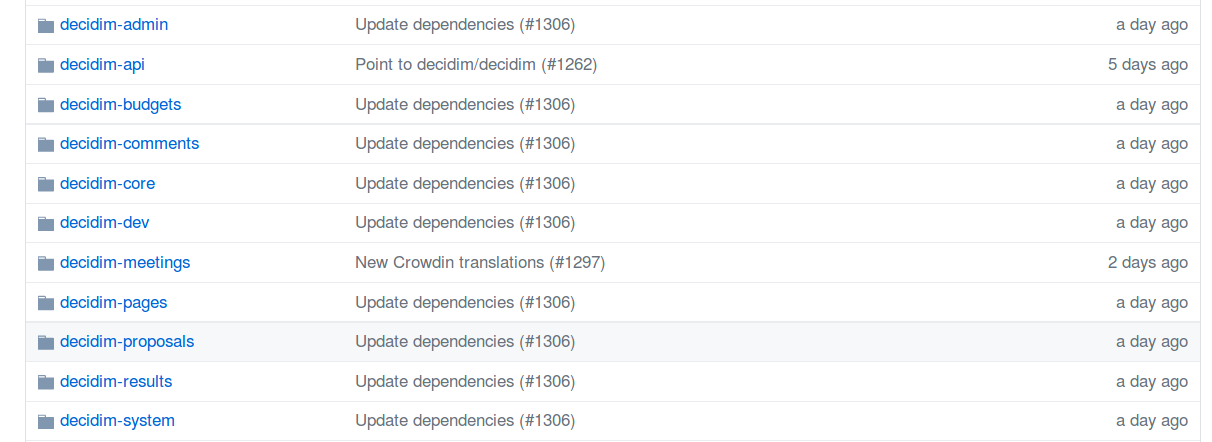 decidim-admin Update dependencies (#1306) a day ago
decidim-api Point to decidim/decidim (#1262) 5 days ago
decidim-budgets Update dependencies (#1306) a day ago
decidim-comments Update dependencies (#1306) a day ago
decidim-core Update dependencies (#1306) a day ago
decidim-dev Update dependencies (#1306) a day ago
decidim-meetings New Crowdin translations (#1297) 2 days ago
decidim-pages Update dependencies (#1306) a day ago
decidim-proposals Update dependencies (#1306) a day ago
decidim-results Update dependencies (#1306) a day ago
decidim-system Update dependencies (#1306) a day ago